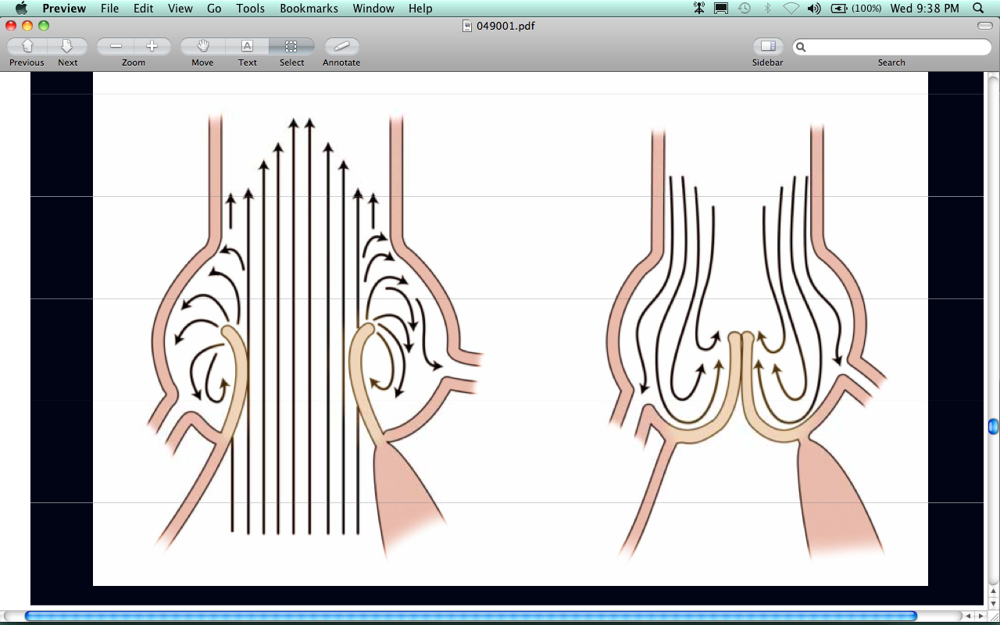 Preview File Edit View Go Tools Bookmarks Window Help (100%) Wed 9:38 PM
049001.pdf
Previous Next Zoom Move Text Select Annotate Sidebar Search